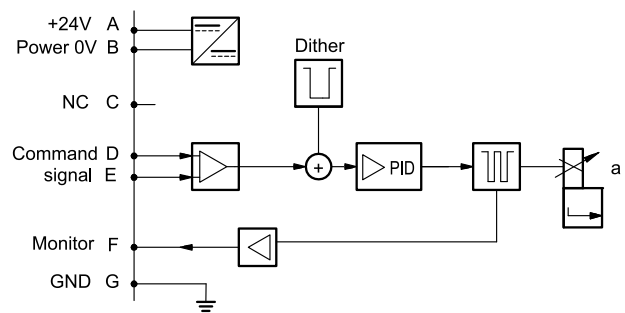 +24V A
Power 0V B
Dither
NC C
Command D
signal E
PID
a
Monitor F
GND G